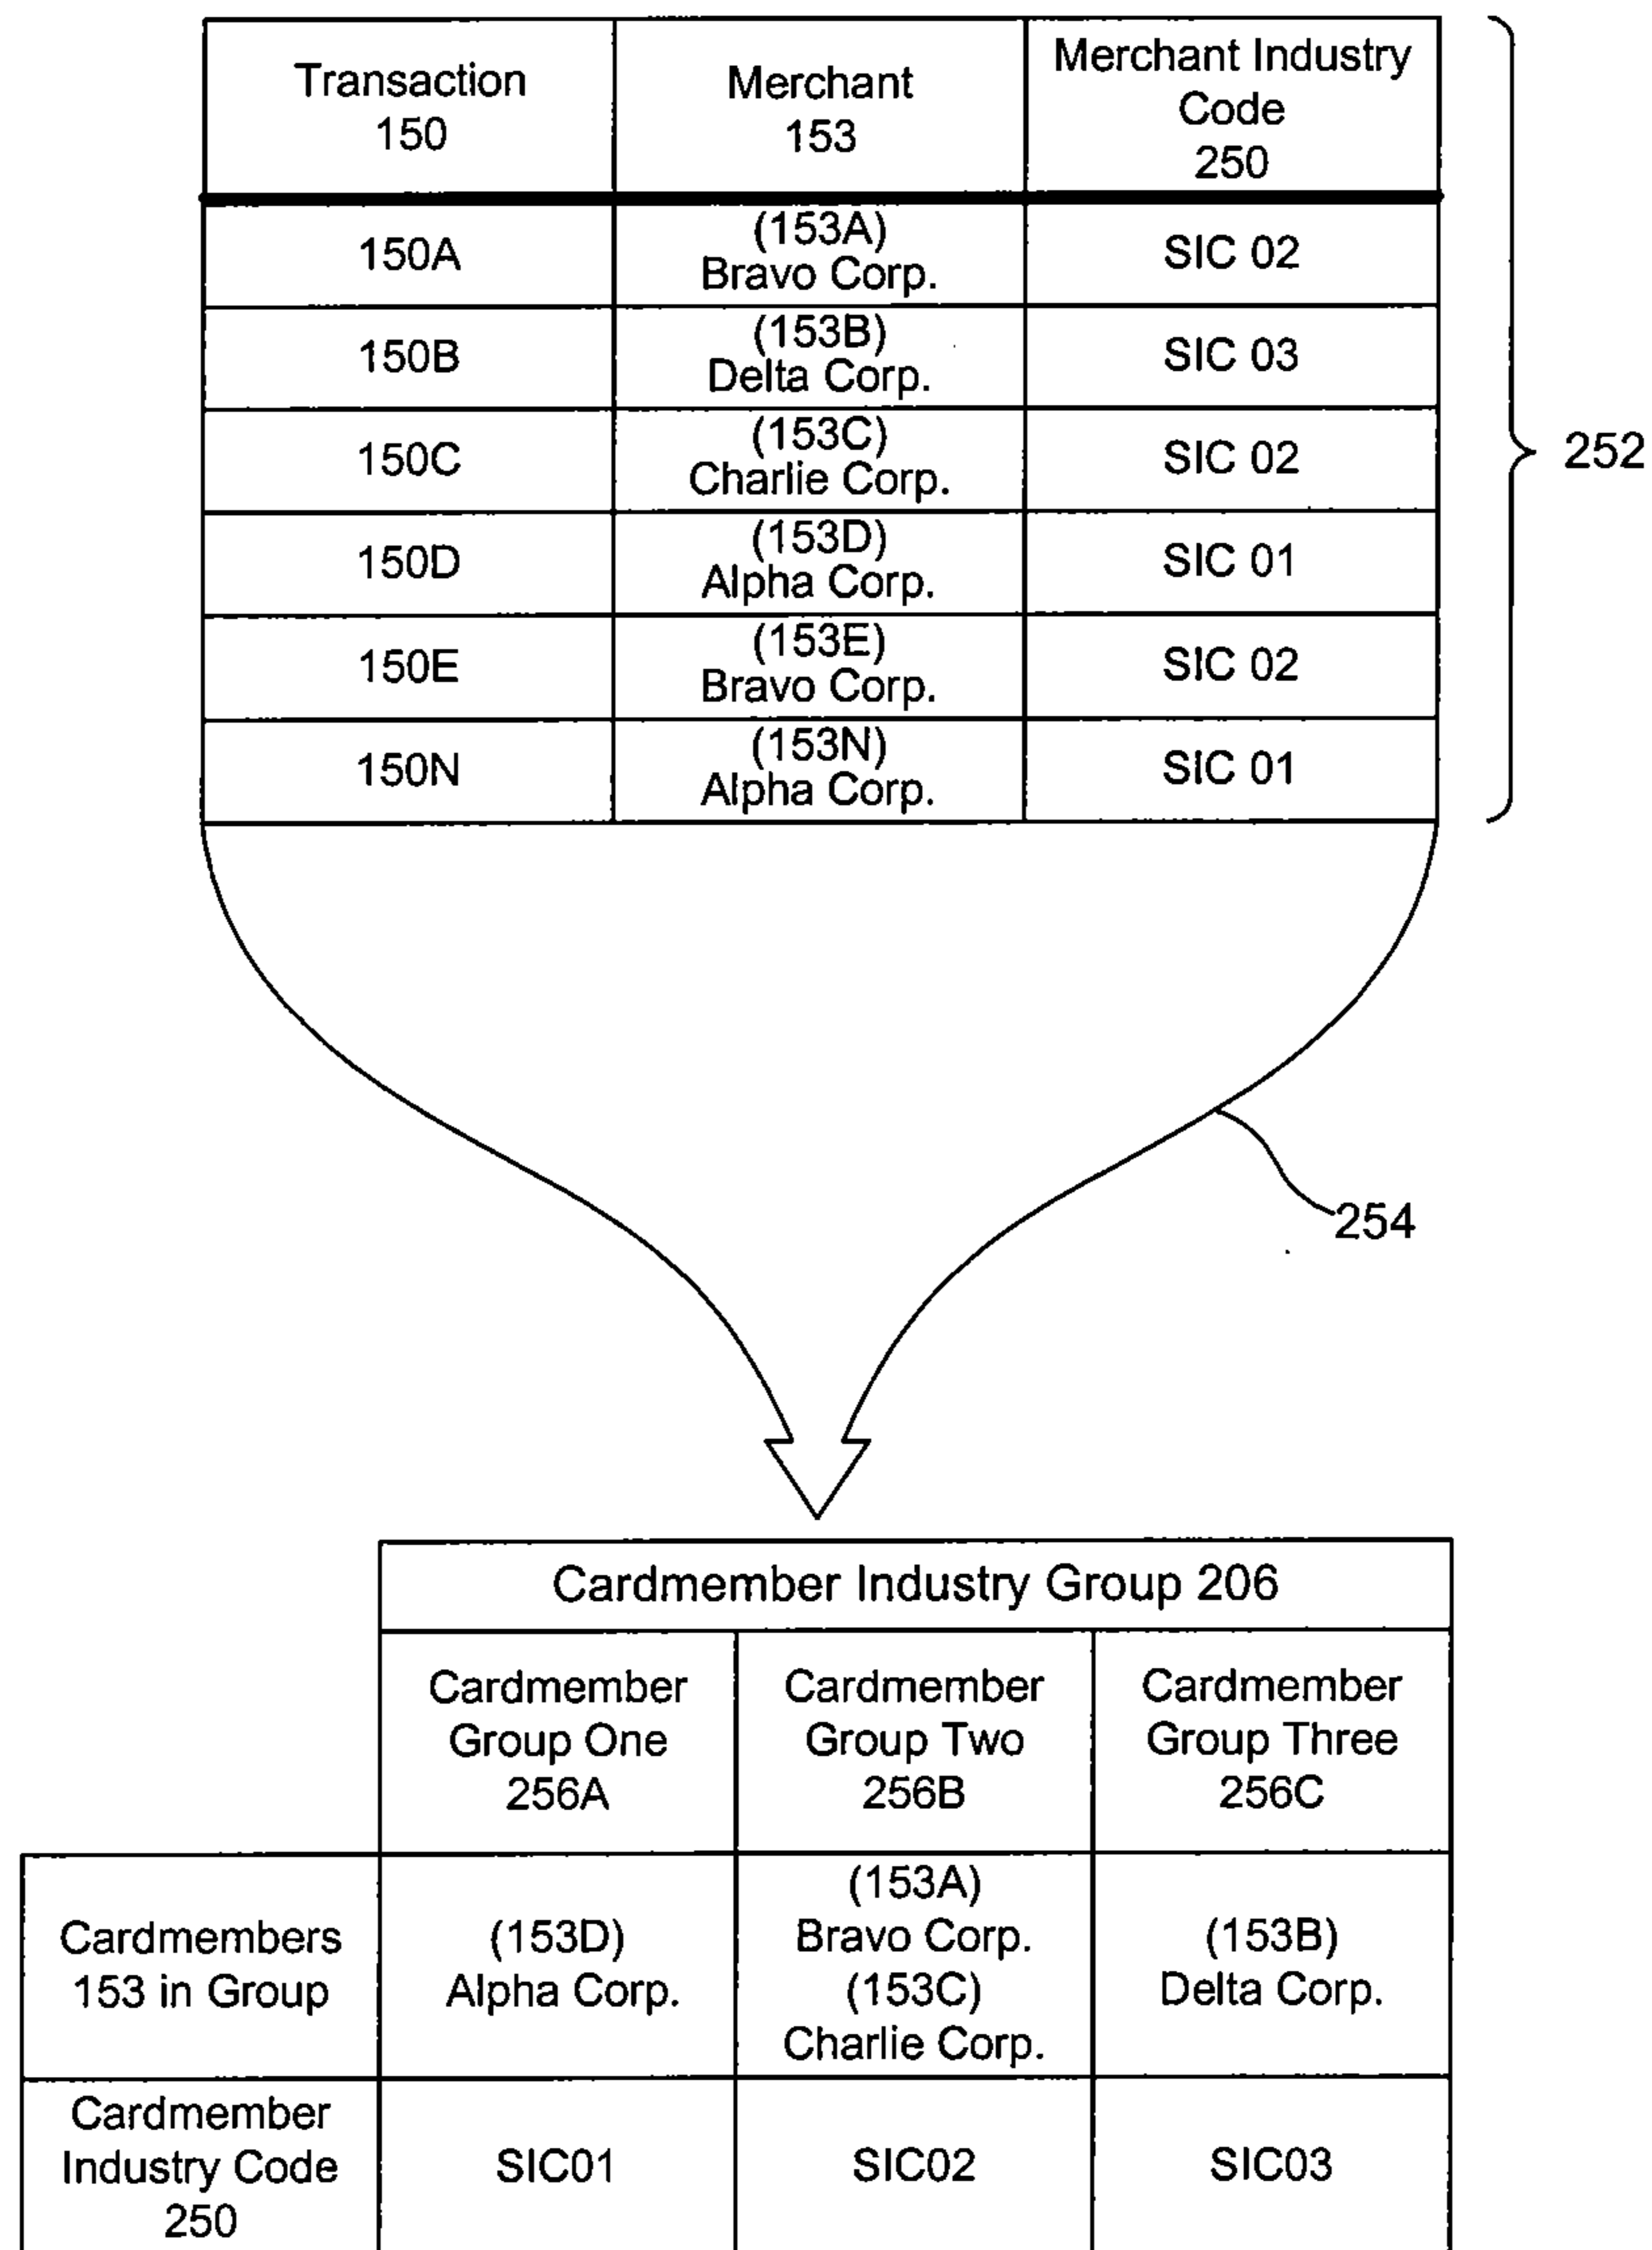 Transaction
150
Merchant
153
Merchant Industry
Code
250
150A
(153A)
Bravo Corp.
SIC 02
150B
(153B)
Delta Corp.
SIC 03
150C
(153C)
Charlie Corp.
SIC 02
150D
(153D)
Alpha Corp.
SIC 01
150E
(153E)
Bravo Corp.
SIC 02
150N
(153N)
Alpha Corp.
SIC 01
252
254
Cardmember Industry Group 206
Cardmember
Group One
256A
Cardmember
Group Two
256B
Cardmember
Group Three
256C
Cardmembers
153 in Group
(153D)
Alpha Corp.
(153A)
Bravo Corp.
(153C)
Charlie Corp.
(153B)
Delta Corp.
Cardmember
Industry Code
250
SIC01
SIC02
SIC03